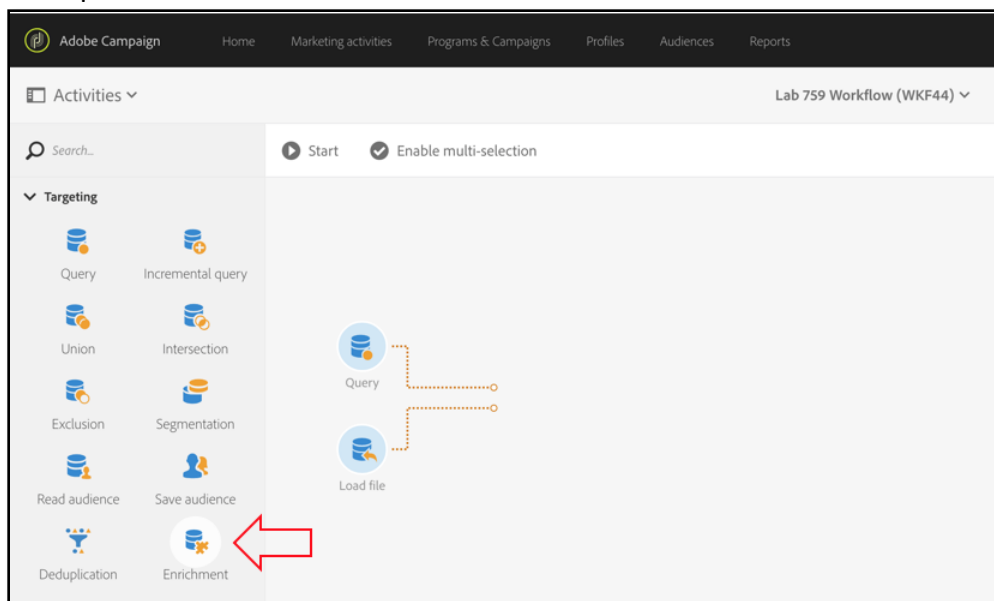 Adobe Campaign Home Marketing activities Programs & Campaigns Profiles Audiences Reports
Activities Lab 759 Workflow (WKF44)
Search... Start Enable multi-selection
Targeting
Query Incremental query
Union Intersection
Exclusion Segmentation
Read audience Save audience
Deduplication Enrichment
Query
Load file